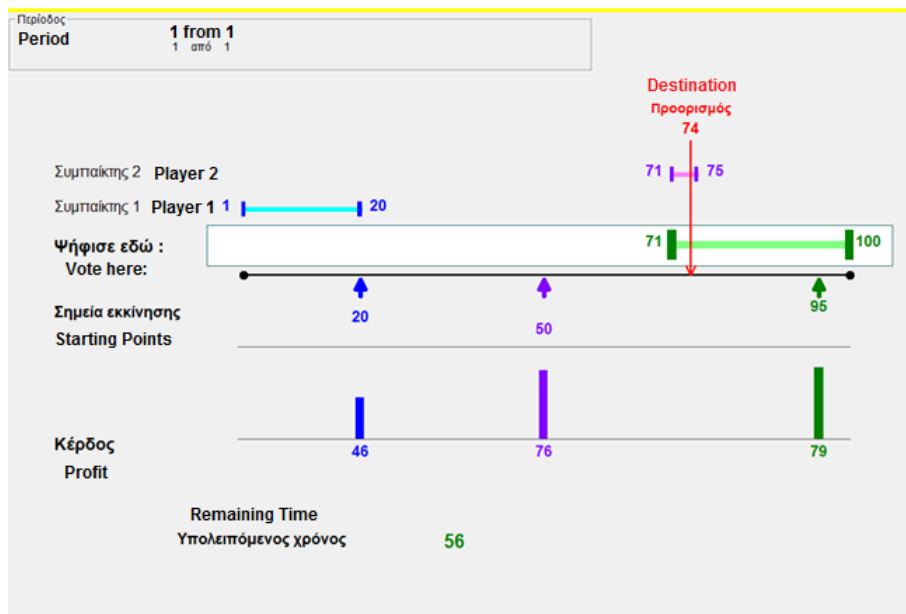 Περίοδος
Period
1 from 1
1 από 1
Destination
Προορισμός
74
Συμπαίκτης 2 Player 2
71 75
Συμπαίκτης 1 Player 1 1 20
Ψήφισε εδώ :
Vote here:
71 100
Σημεία εκκίνησης
Starting Points
20 50 95
Κέρδος
Profit
46 76 79
Remaining Time
Υπολειπόμενος χρόνος 56